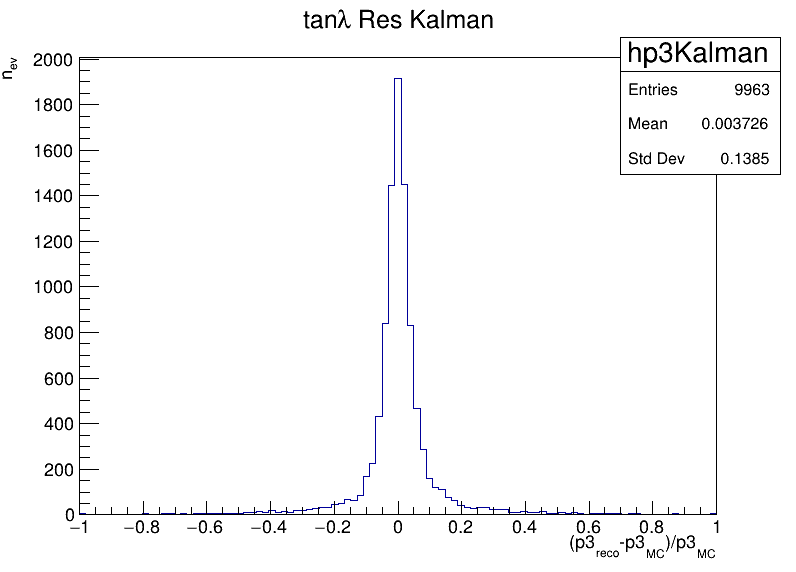 tanλ Res Kalman
hp3Kalman
Entries 9963
Mean 0.003726
Std Dev 0.1385
n_ev
2000
1800
1600
1400
1200
1000
800
600
400
200
0
−1 −0.8 −0.6 −0.4 −0.2 0 0.2 0.4 0.6 0.8 1
(p3_reco-p3_MC)/p3_MC